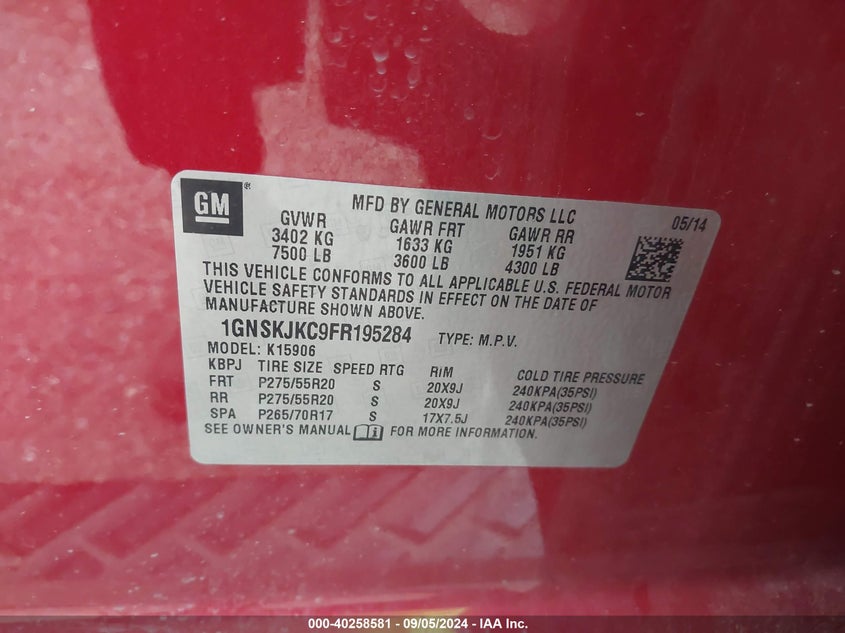 GM ®
MFD BY GENERAL MOTORS LLC 05/14
GVWR GAWR FRT GAWR RR
3402 KG 1633 KG 1951 KG
7500 LB 3600 LB 4300 LB
THIS VEHICLE CONFORMS TO ALL APPLICABLE U.S. FEDERAL MOTOR
VEHICLE SAFETY STANDARDS IN EFFECT ON THE DATE OF
MANUFACTURE SHOWN ABOVE.
1GNSKJKC9FR195284 TYPE: M.P.V.
MODEL: K15906
KBPJ TIRE SIZE SPEED RTG RIM COLD TIRE PRESSURE
FRT P275/55R20 S 20X9J 240KPA(35PSI)
RR P275/55R20 S 20X9J 240KPA(35PSI)
SPA P265/70R17 S 17X7.5J 240KPA(35PSI)
SEE OWNER'S MANUAL FOR MORE INFORMATION.
000-40258581 - 09/05/2024 - IAA Inc.